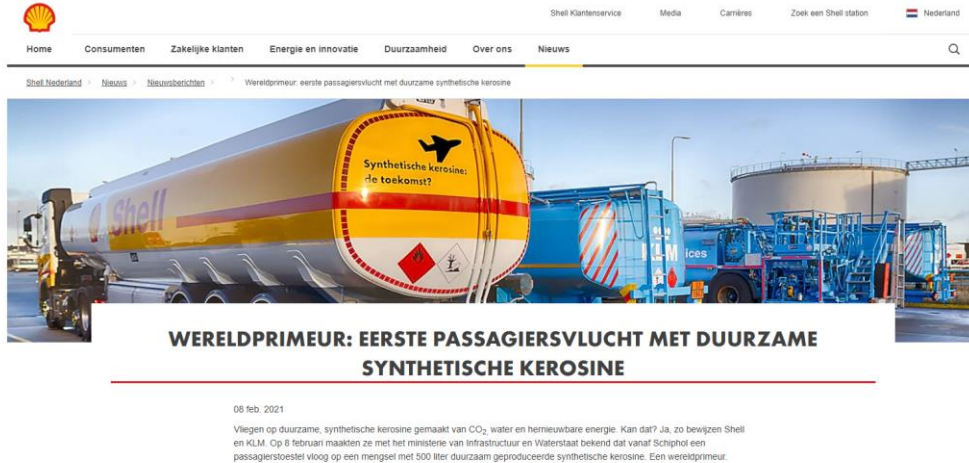 Shell Klantenservice Media Carrières Zoek een Shell station Nederland
Home Consumenten Zakelijke klanten Energie en innovatie Duurzaamheid Over ons Nieuws
Shell Nederland > Nieuws > Nieuwsberichten > > Wereldprimeur: eerste passagiersvlucht met duurzame synthetische kerosine
Synthetische kerosine:
de toekomst?
Shell
KLM
ices
WERELDPRIMEUR: EERSTE PASSAGIERSVLUCHT MET DUURZAME
SYNTHETISCHE KEROSINE
08 feb. 2021
Vliegen op duurzame, synthetische kerosine gemaakt van CO₂, water en hernieuwbare energie. Kan dat? Ja, zo bewijzen Shell
en KLM. Op 8 februari maakten ze met het ministerie van Infrastructuur en Waterstaat bekend dat vanaf Schiphol een
passagierstoestel vloog op een mengsel met 500 liter duurzaam geproduceerde synthetische kerosine. Een wereldprimeur.